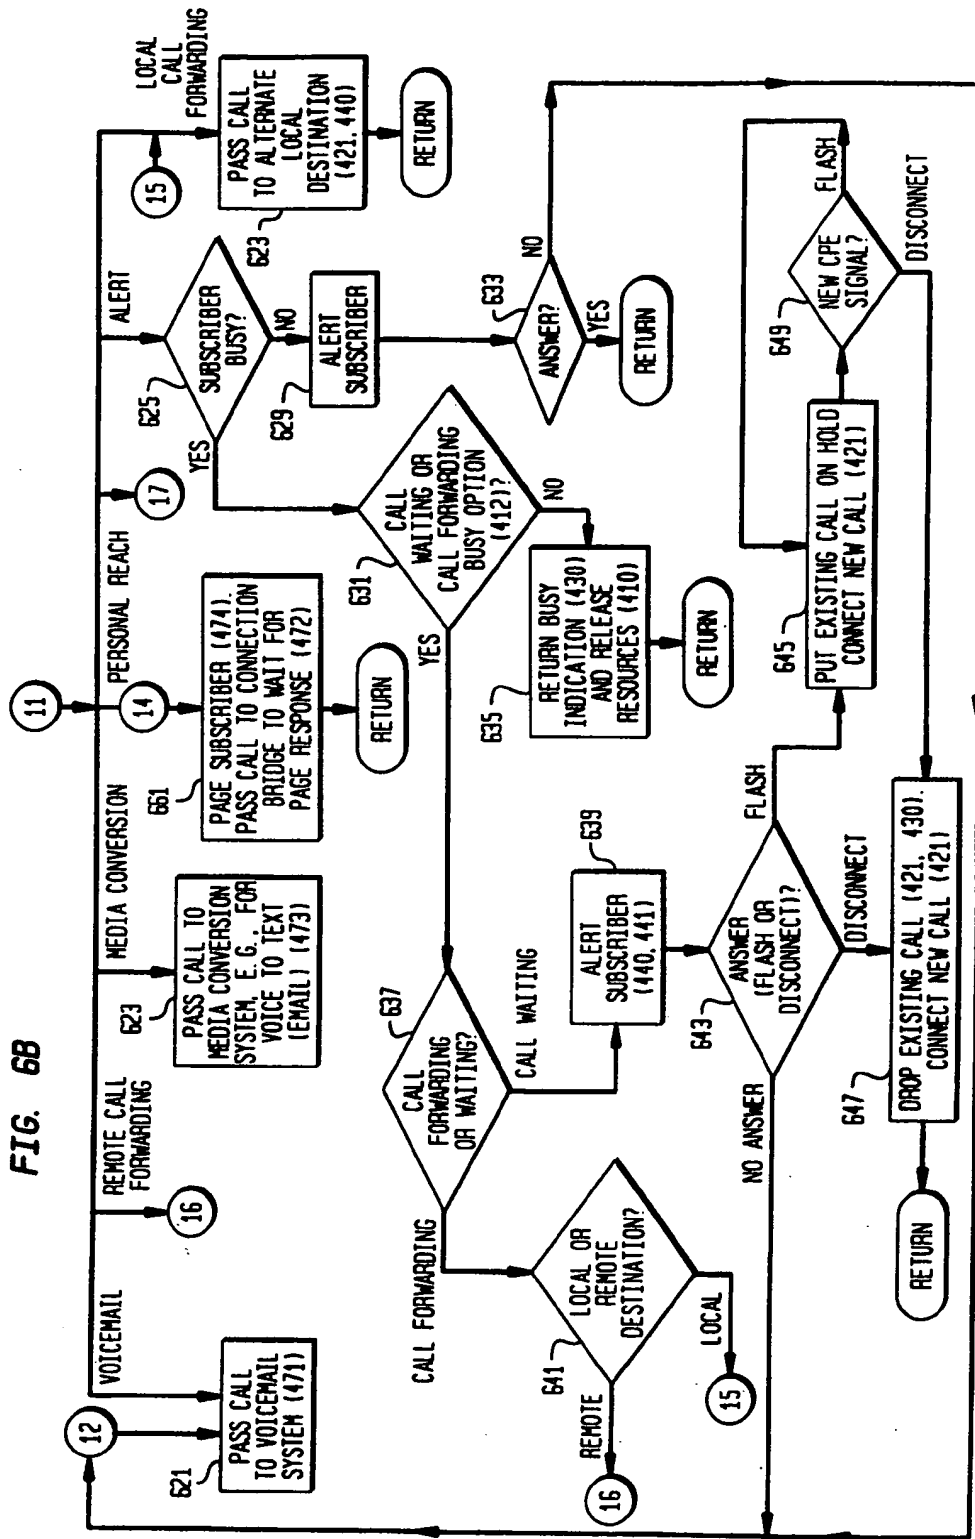 FIG. 6B
11
VOICEMAIL
REMOTE CALL
FORWARDING
MEDIA CONVERSION
PERSONAL REACH
ALERT
LOCAL
CALL
FORWARDING
12
16
14
17
15
621
PASS CALL
TO VOICEMAIL
SYSTEM (471)
623
PASS CALL TO
MEDIA CONVERSION
SYSTEM, E.G., FOR
VOICE TO TEXT
(EMAIL) (473)
661
PAGE SUBSCRIBER (474).
PASS CALL TO CONNECTION
BRIDGE TO WAIT FOR
PAGE RESPONSE (472)
RETURN
625
SUBSCRIBER
BUSY?
YES
NO
623
PASS CALL
TO ALTERNATE
LOCAL
DESTINATION
(421, 440)
RETURN
629
ALERT
SUBSCRIBER
631
CALL
WAITING OR
CALL FORWARDING
BUSY OPTION
(412)?
YES
NO
633
ANSWER?
NO
YES
RETURN
637
CALL
FORWARDING
OR WAITING?
CALL FORWARDING
CALL WAITING
635
RETURN BUSY
INDICATION (430)
AND RELEASE
RESOURCES (410)
RETURN
641
LOCAL OR
REMOTE
DESTINATION?
REMOTE
LOCAL
16
15
639
ALERT
SUBSCRIBER
(440, 441)
643
ANSWER
(FLASH OR
DISCONNECT)?
NO ANSWER
FLASH
DISCONNECT
645
PUT EXISTING CALL ON HOLD
CONNECT NEW CALL (421)
649
NEW CPE
SIGNAL?
FLASH
DISCONNECT
647
DROP EXISTING CALL (421, 430).
CONNECT NEW CALL (421)
RETURN